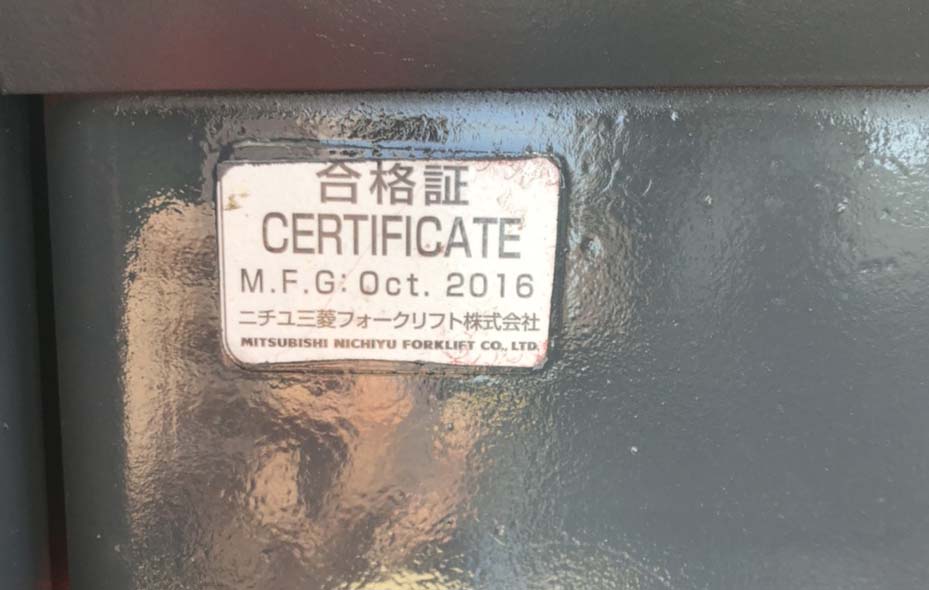 合格証
CERTIFICATE
M.F.G: Oct. 2016
ニチユ三菱フォークリフト株式会社
MITSUBISHI NICHIYU FORKLIFT CO., LTD.